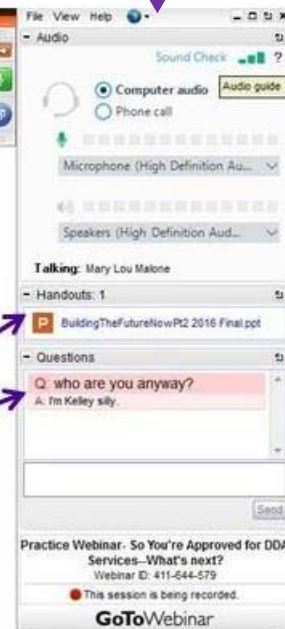 File View Help
Audio
Sound Check ?
Computer audio
Audio guide
Phone call
Microphone (High Definition Au...
Speakers (High Definition Aud...
Talking: Mary Lou Malone
Handouts: 1
P BuildingTheFutureNowPt2 2016 Final.ppt
Questions
Q: who are you anyway?
A: I'm Kelley silly.
Send
Practice Webinar- So You're Approved for DDA
Services--What's next?
Webinar ID: 411-644-579
This session is being recorded.
GoToWebinar